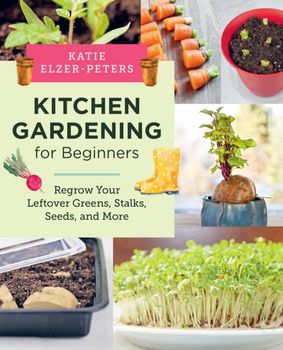 KATIE
ELZER-PETERS
KITCHEN
GARDENING
for Beginners
Regrow Your
Leftover Greens, Stalks,
Seeds, and More